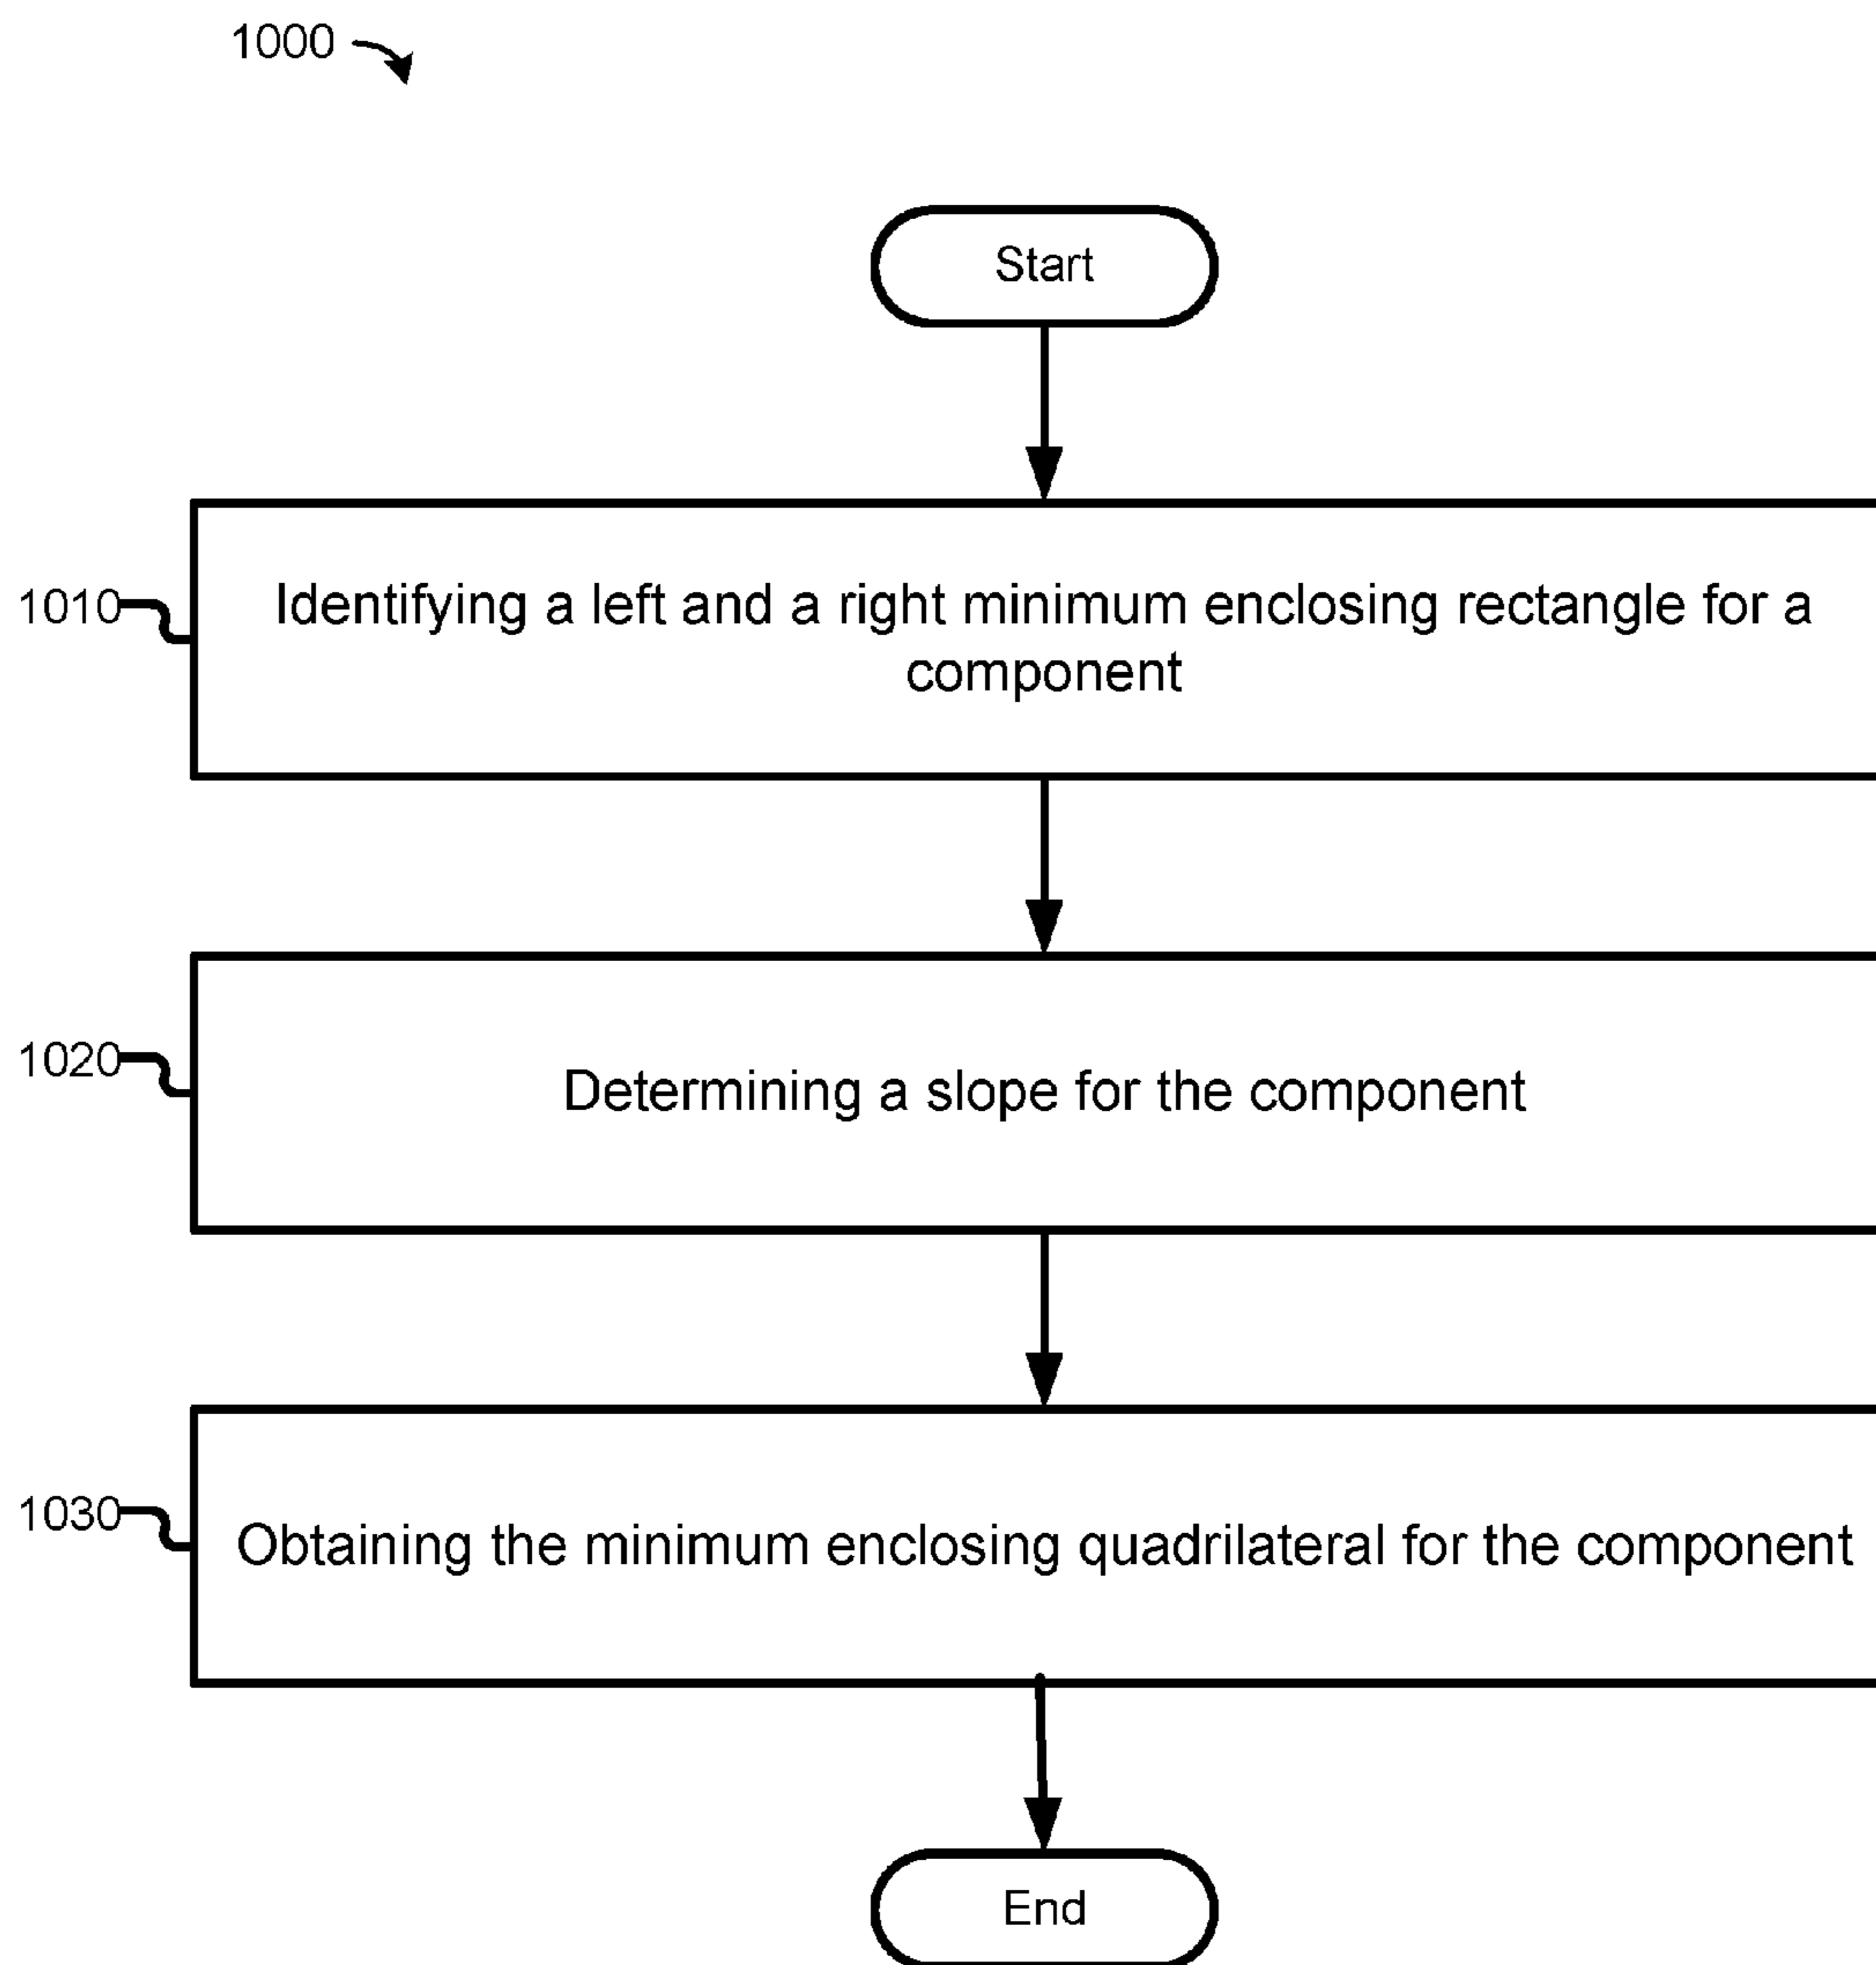 1000
Start
1010
Identifying a left and a right minimum enclosing rectangle for a
component
1020
Determining a slope for the component
1030
Obtaining the minimum enclosing quadrilateral for the component
End